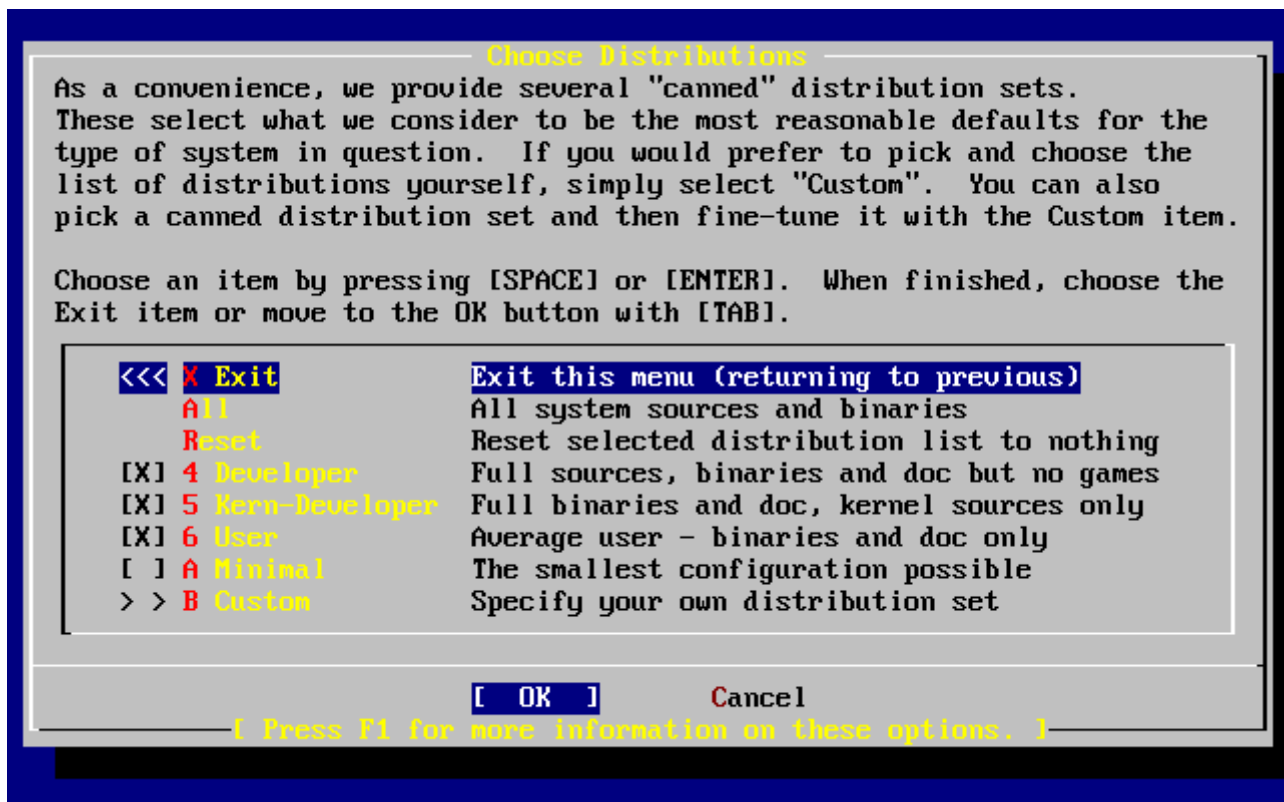 Choose Distributions
As a convenience, we provide several "canned" distribution sets.
These select what we consider to be the most reasonable defaults for the
type of system in question.  If you would prefer to pick and choose the
list of distributions yourself, simply select "Custom".  You can also
pick a canned distribution set and then fine-tune it with the Custom item.
Choose an item by pressing [SPACE] or [ENTER].  When finished, choose the
Exit item or move to the OK button with [TAB].
<<< X Exit Exit this menu (returning to previous)
All All system sources and binaries
Reset Reset selected distribution list to nothing
[X] 4 Developer Full sources, binaries and doc but no games
[X] 5 Kern-Developer Full binaries and doc, kernel sources only
[X] 6 User Average user - binaries and doc only
[ ] A Minimal The smallest configuration possible
> > B Custom Specify your own distribution set
[  OK  ] Cancel
[ Press F1 for more information on these options. ]